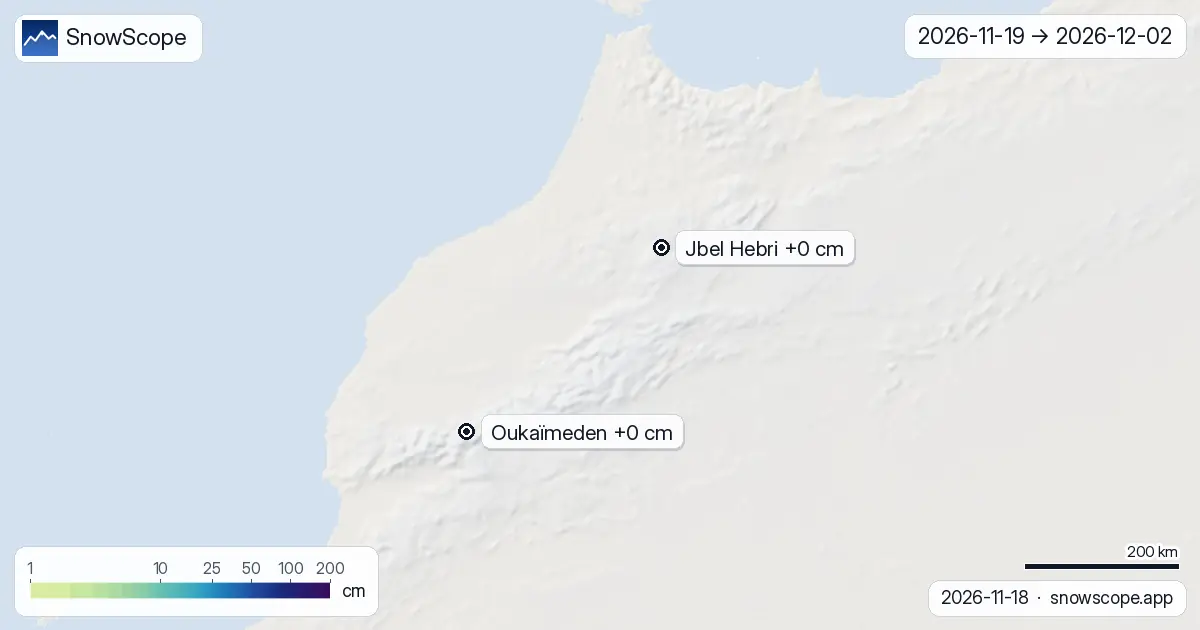 SnowScope
2026-11-19 → 2026-12-02
Jbel Hebri +0 cm
Oukaïmeden +0 cm
1 10 25 50 100 200
cm
200 km
2026-11-18 · snowscope.app